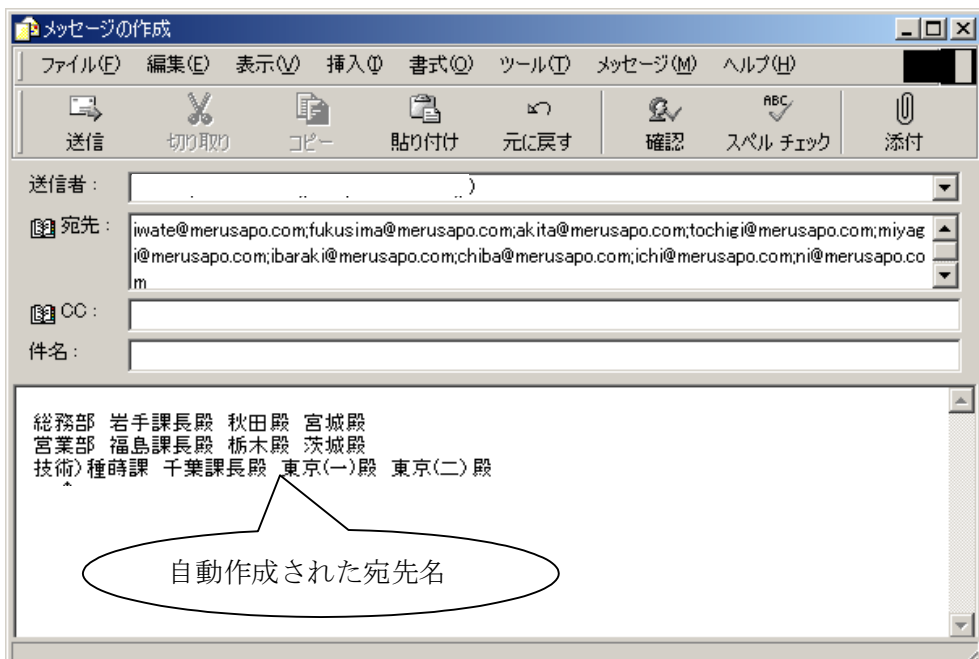 メッセージの作成
ファイル(F) 編集(E) 表示(V) 挿入(I) 書式(O) ツール(T) メッセージ(M) ヘルプ(H)
送信 切り取り コピー 貼り付け 元に戻す 確認 スペル チェック 添付
送信者:
)
宛先:
iwate@merusapo.com;fukusima@merusapo.com;akita@merusapo.com;tochigi@merusapo.com;miyag
i@merusapo.com;ibaraki@merusapo.com;chiba@merusapo.com;ichi@merusapo.com;ni@merusapo.co
m
CC:
件名:
総務部 岩手課長殿 秋田殿 宮城殿
営業部 福島課長殿 栃木殿 茨城殿
技術)種蒔課 千葉課長殿 東京(一)殿 東京(二)殿
自動作成された宛先名